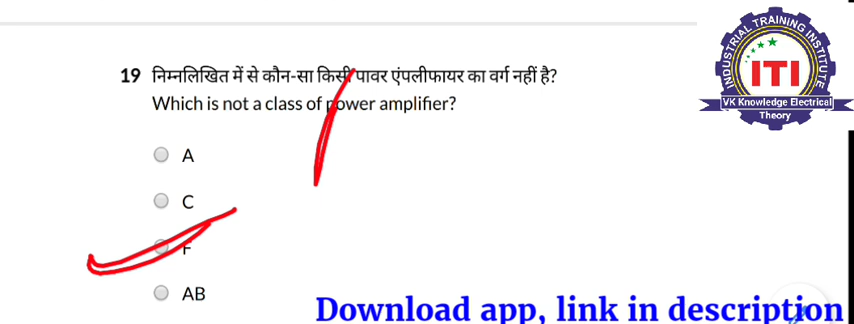 INDUSTRIAL TRAINING INSTITUTE
ITI
VK Knowledge Electrical
Theory
19 निम्नलिखित में से कौन-सा किसी पावर एंपलीफायर का वर्ग नहीं है?
Which is not a class of power amplifier?
A
C
F
AB
Download app, link in description